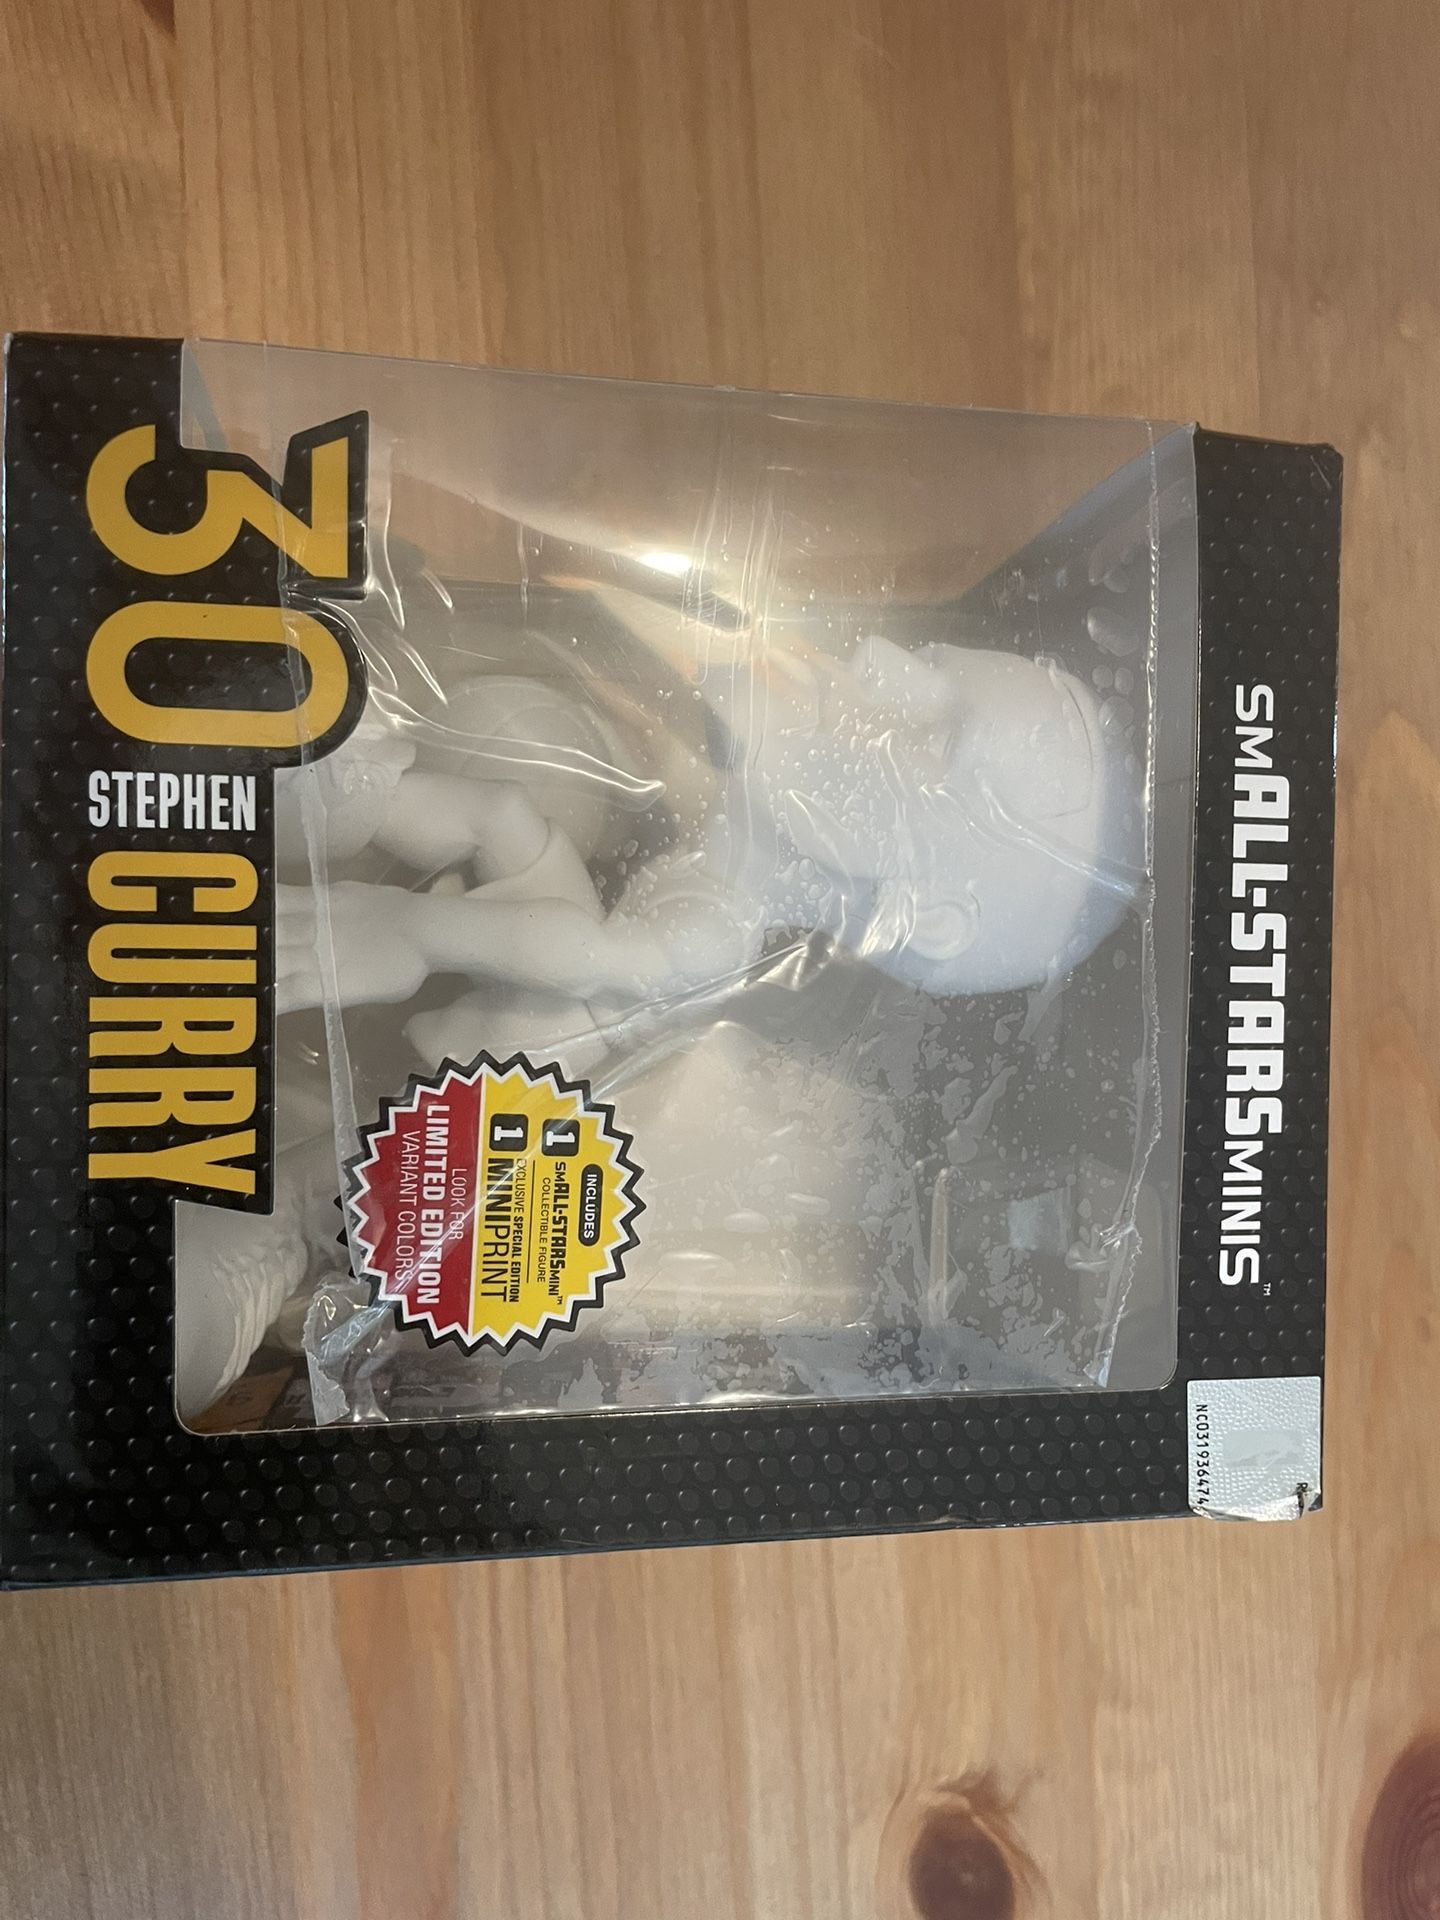 smALL-STARSMINIS™
NC031936474
INCLUDES
1 smALL-STARSMINI™
COLLECTIBLE FIGURE
EXCLUSIVE SPECIAL EDITION
1 MINIPRINT
LOOK FOR
LIMITED EDITION
VARIANT COLORS
30 STEPHEN CURRY